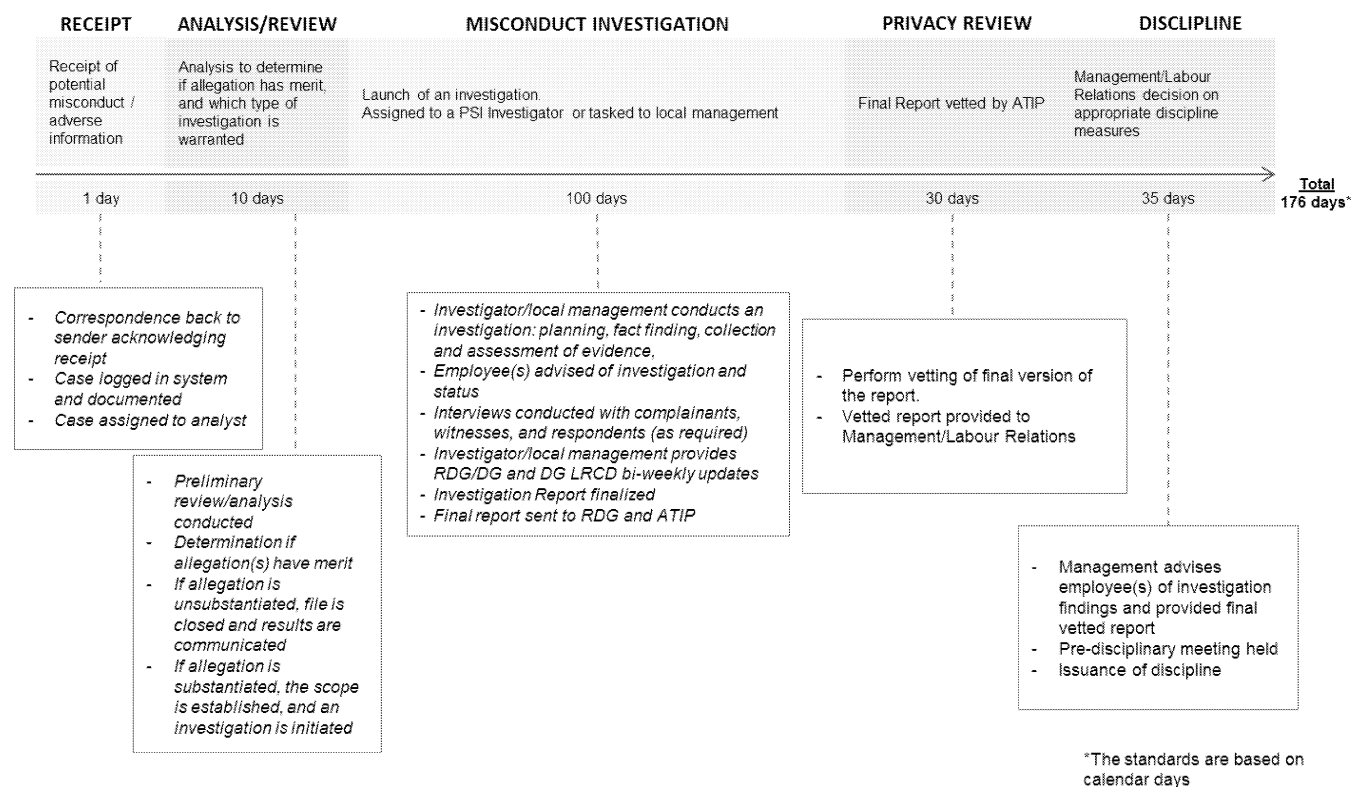 RECEIPT
ANALYSIS/REVIEW
MISCONDUCT INVESTIGATION
PRIVACY REVIEW
DISCIPLINE
Receipt of
potential
misconduct /
adverse
information
Analysis to determine
if allegation has merit,
and which type of
investigation is
warranted
Launch of an investigation.
Assigned to a PSI Investigator or tasked to local management
Final Report vetted by ATIP
Management/Labour
Relations decision on
appropriate discipline
measures
1 day
10 days
100 days
30 days
35 days
Total
176 days*
- Correspondence back to
sender acknowledging
receipt
- Case logged in system
and documented
- Case assigned to analyst
- Preliminary
review/analysis
conducted
- Determination if
allegation(s) have merit
- If allegation is
unsubstantiated, file is
closed and results are
communicated
- If allegation is
substantiated, the scope
is established, and an
investigation is initiated
- Investigator/local management conducts an
investigation: planning, fact finding, collection
and assessment of evidence,
- Employee(s) advised of investigation and
status
- Interviews conducted with complainants,
witnesses, and respondents (as required)
- Investigator/local management provides
RDG/DG and DG LRCD bi-weekly updates
- Investigation Report finalized
- Final report sent to RDG and ATIP
- Perform vetting of final version of
the report.
- Vetted report provided to
Management/Labour Relations
- Management advises
employee(s) of investigation
findings and provided final
vetted report
- Pre-disciplinary meeting held
- Issuance of discipline
*The standards are based on
calendar days